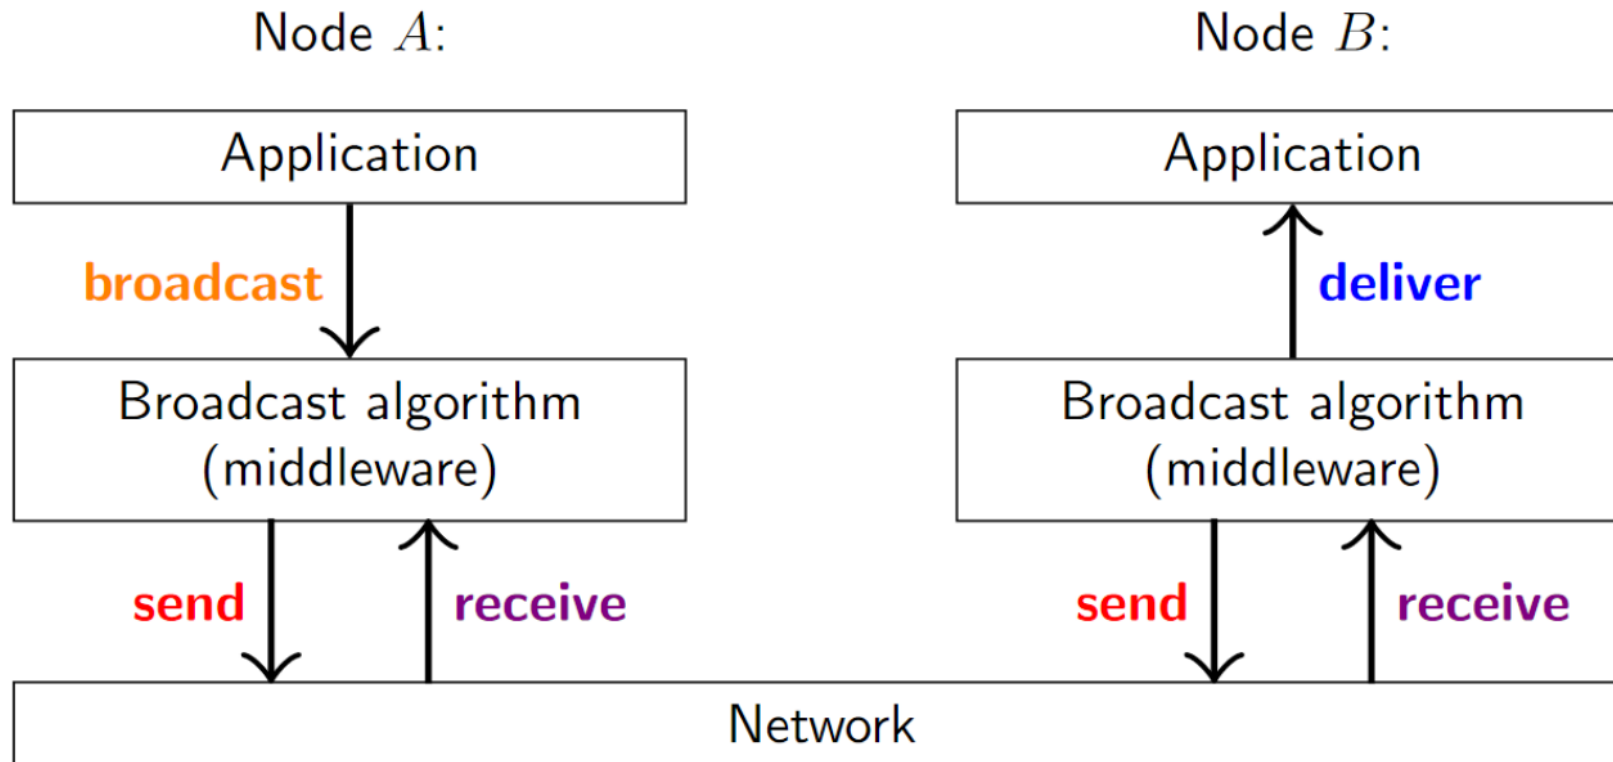 Node A:
Node B:
Application
Application
broadcast
deliver
Broadcast algorithm
(middleware)
Broadcast algorithm
(middleware)
send
receive
send
receive
Network